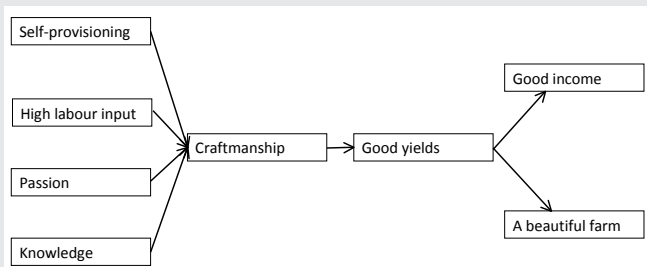 Self-provisioning
High labour input
Passion
Knowledge
Craftmanship
Good yields
Good income
A beautiful farm